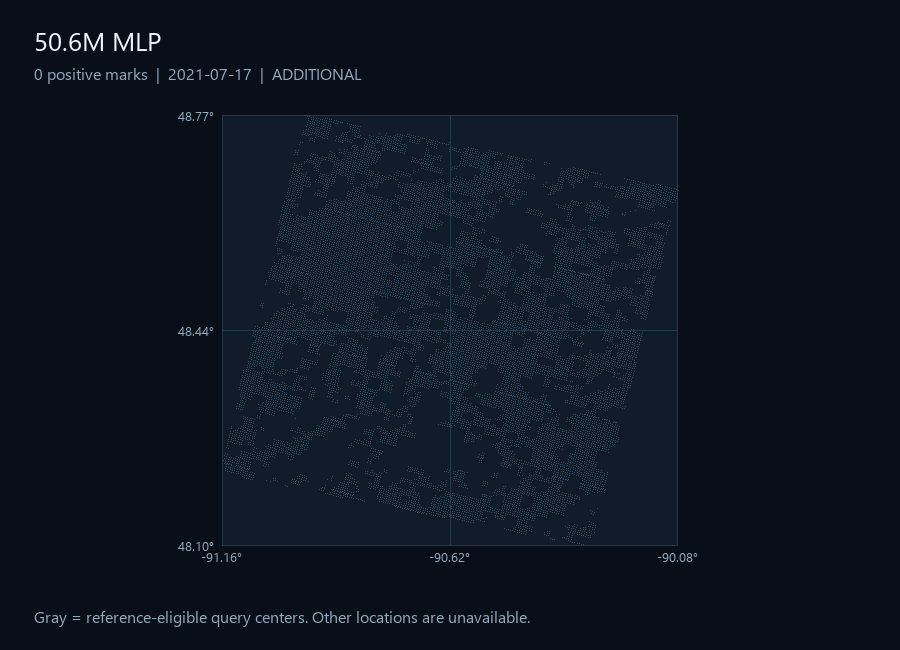 50.6M MLP
0 positive marks | 2021-07-17 | ADDITIONAL
48.77°
48.44°
48.10°
-91.16°
-90.62°
-90.08°
Gray = reference-eligible query centers. Other locations are unavailable.